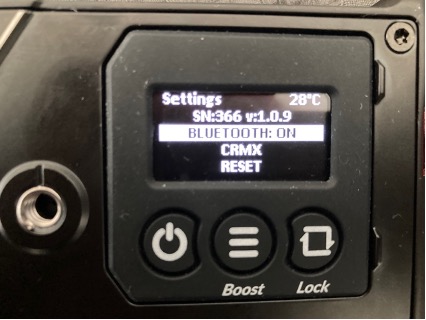 Settings 28°C
SN:366 v:1.0.9
BLUETOOTH: ON
CRMX
RESET
Boost Lock